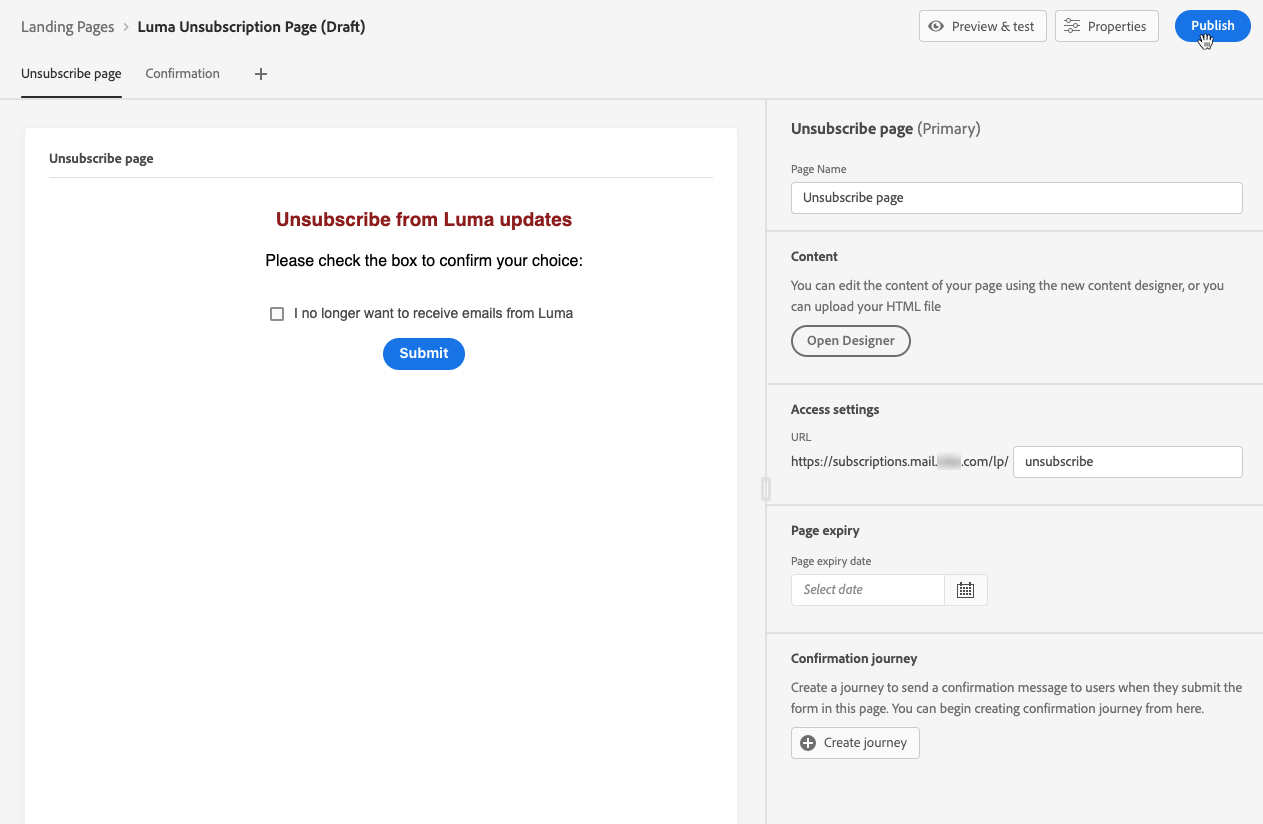 Landing Pages > Luma Unsubscription Page (Draft)
Preview & test
Properties
Publish
Unsubscribe page
Confirmation
Unsubscribe page
Unsubscribe from Luma updates
Please check the box to confirm your choice:
I no longer want to receive emails from Luma
Submit
Unsubscribe page (Primary)
Page Name
Unsubscribe page
Content
You can edit the content of your page using the new content designer, or you
can upload your HTML file
Open Designer
Access settings
URL
https://subscriptions.mail. .com/lp/ unsubscribe
Page expiry
Page expiry date
Select date
Confirmation journey
Create a journey to send a confirmation message to users when they submit the
form in this page. You can begin creating confirmation journey from here.
Create journey